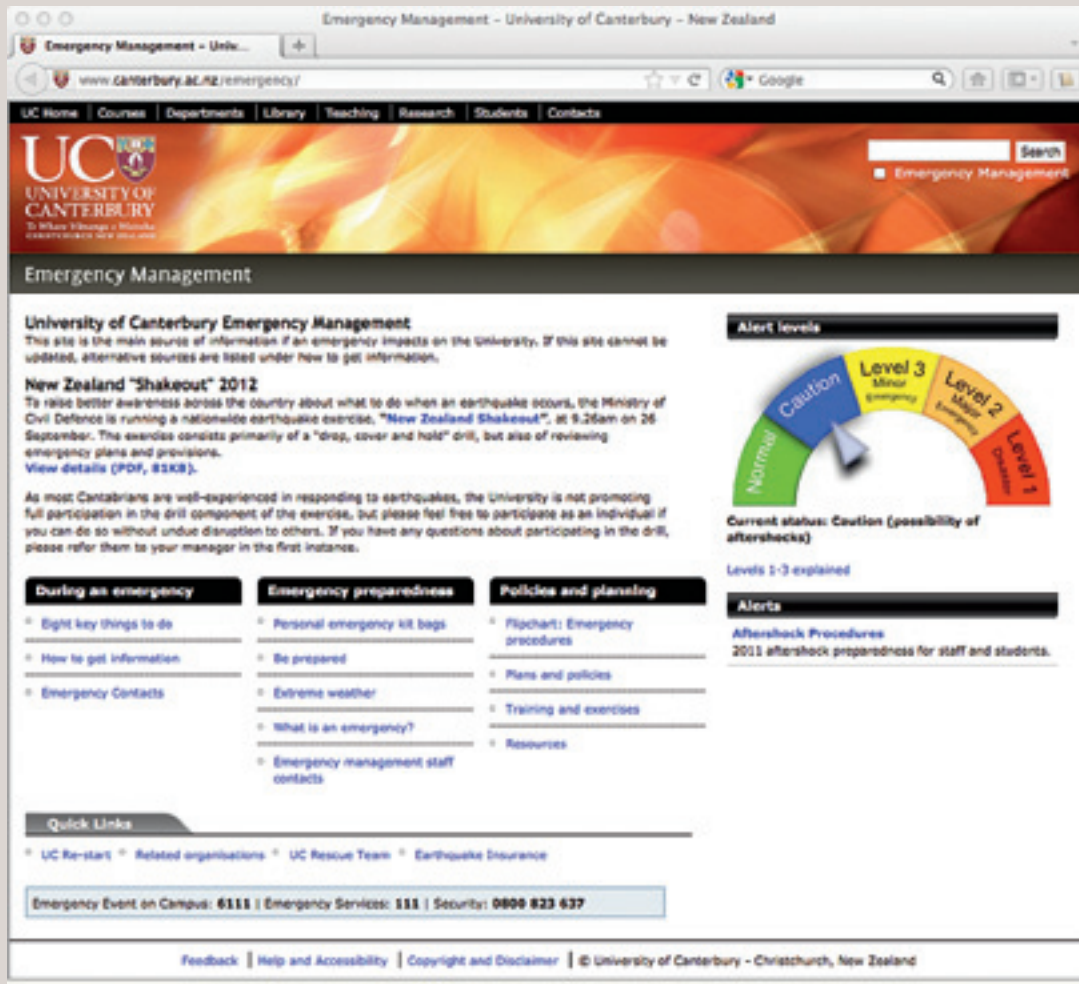 Emergency Management – University of Canterbury – New Zealand
Emergency Management – Univ...
www.canterbury.ac.nz/emergency/
Google
UC Home | Courses | Departments | Library | Teaching | Research | Students | Contacts
UC
UNIVERSITY OF
CANTERBURY
Te Whare Wānanga o Waitaha
CHRISTCHURCH NEW ZEALAND
Search
Emergency Management
Emergency Management
University of Canterbury Emergency Management
This site is the main source of information if an emergency impacts on the University. If this site cannot be
updated, alternative sources are listed under how to get information.
New Zealand "Shakeout" 2012
To raise better awareness across the country about what to do when an earthquake occurs, the Ministry of
Civil Defence is running a nationwide earthquake exercise, "New Zealand Shakeout", at 9.26am on 26
September. The exercise consists primarily of a "drop, cover and hold" drill, but also of reviewing
emergency plans and provisions.
View details (PDF, 81KB).
As most Cantabrians are well-experienced in responding to earthquakes, the University is not promoting
full participation in the drill component of the exercise, but please feel free to participate as an individual if
you can do so without undue disruption to others. If you have any questions about participating in the drill,
please refer them to your manager in the first instance.
During an emergency
Eight key things to do
How to get information
Emergency Contacts
Emergency preparedness
Personal emergency kit bags
Be prepared
Extreme weather
What is an emergency?
Emergency management staff
contacts
Policies and planning
Flipchart: Emergency
procedures
Plans and policies
Training and exercises
Resources
Alert levels
Normal
Caution
Level 3
Minor
Emergency
Level 2
Major
Emergency
Level 1
Disaster
Current status: Caution (possibility of
aftershocks)
Levels 1-3 explained
Alerts
Aftershock Procedures
2011 aftershock preparedness for staff and students.
Quick Links
UC Re-start
Related organisations
UC Rescue Team
Earthquake Insurance
Emergency Event on Campus: 6111 | Emergency Services: 111 | Security: 0800 823 637
Feedback | Help and Accessibility | Copyright and Disclaimer | © University of Canterbury – Christchurch, New Zealand